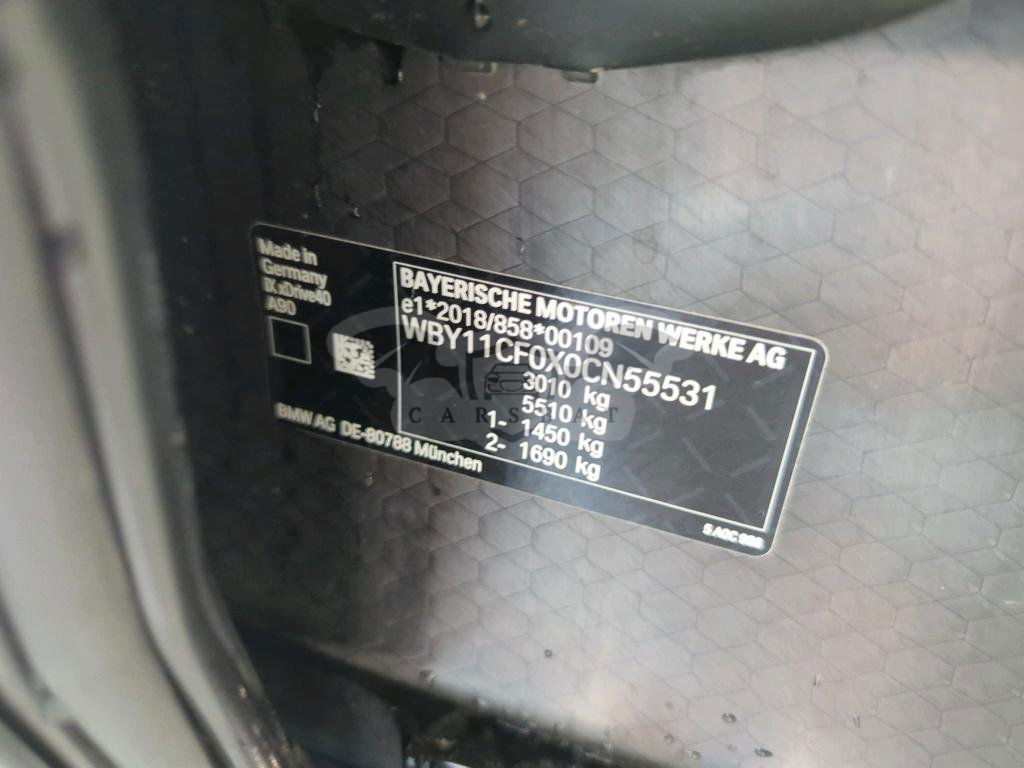 Made in
Germany
IX xDrive40
A90
BMW AG DE-80788 München
BAYERISCHE MOTOREN WERKE AG
e1*2018/858*00109
WBY11CF0X0CN55531
3010 kg
5510 kg
1- 1450 kg
2- 1690 kg